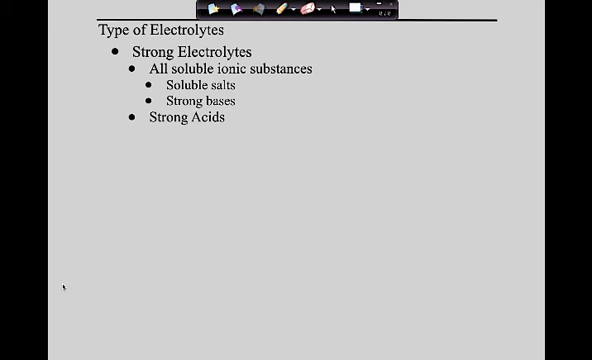 Type of Electrolytes
Strong Electrolytes
All soluble ionic substances
Soluble salts
Strong bases
Strong Acids